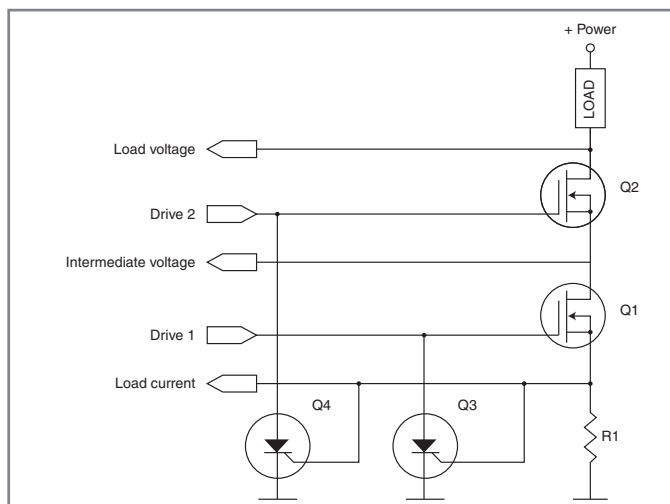 + Power
LOAD
Load voltage
Q2
Drive 2
Intermediate voltage
Q1
Drive 1
Load current
Q4
Q3
R1